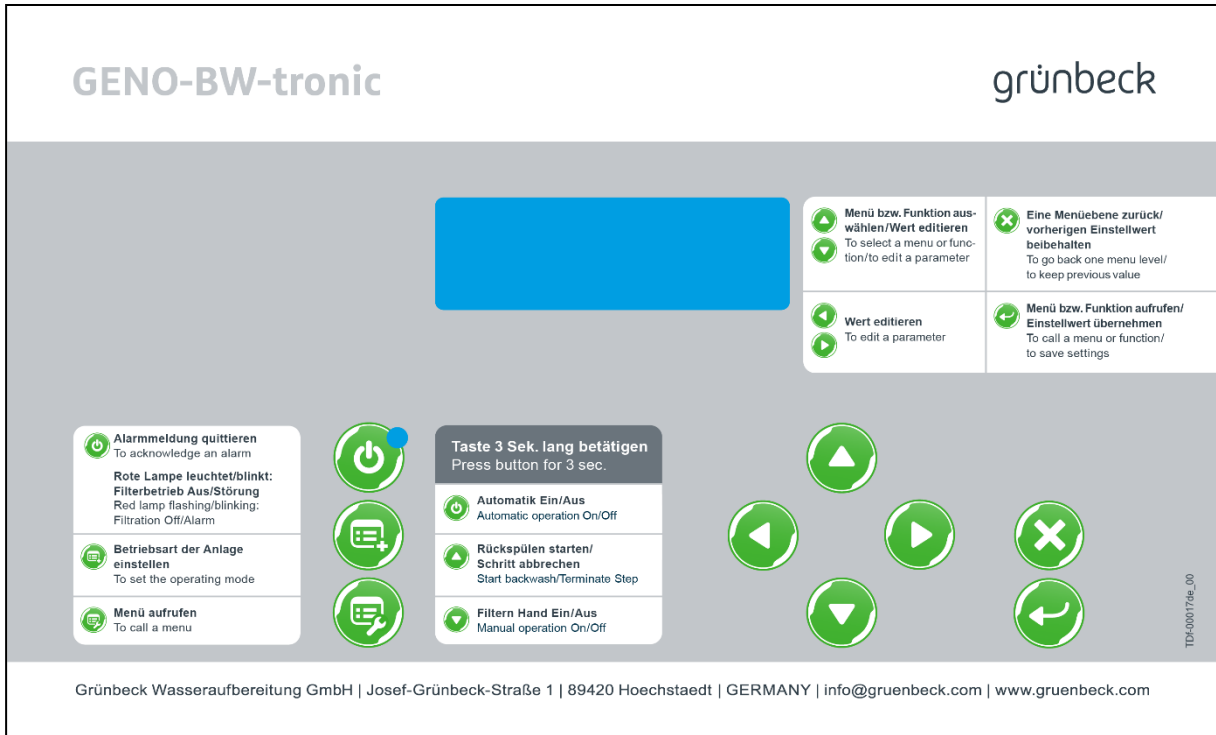 GENO-BW-tronic
grünbeck
Menü bzw. Funktion aus-
wählen/Wert editieren
To select a menu or func-
tion/to edit a parameter
Eine Menüebene zurück/
vorherigen Einstellwert
beibehalten
To go back one menu level/
to keep previous value
Wert editieren
To edit a parameter
Menü bzw. Funktion aufrufen/
Einstellwert übernehmen
To call a menu or function/
to save settings
Alarmmeldung quittieren
To acknowledge an alarm
Rote Lampe leuchtet/blinkt:
Filterbetrieb Aus/Störung
Red lamp flashing/blinking:
Filtration Off/Alarm
Betriebsart der Anlage
einstellen
To set the operating mode
Menü aufrufen
To call a menu
Taste 3 Sek. lang betätigen
Press button for 3 sec.
Automatik Ein/Aus
Automatic operation On/Off
Rückspülen starten/
Schritt abbrechen
Start backwash/Terminate Step
Filtern Hand Ein/Aus
Manual operation On/Off
TDf-00017de_00
Grünbeck Wasseraufbereitung GmbH | Josef-Grünbeck-Straße 1 | 89420 Hoechstaedt | GERMANY | info@gruenbeck.com | www.gruenbeck.com